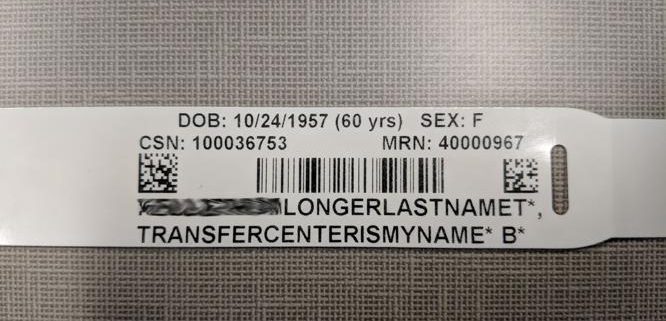 DOB: 10/24/1957 (60 yrs) SEX: F
CSN: 100036753 MRN: 40000967
LONGERLASTNAMET*,
TRANSFERCENTERISMYNAME* B*